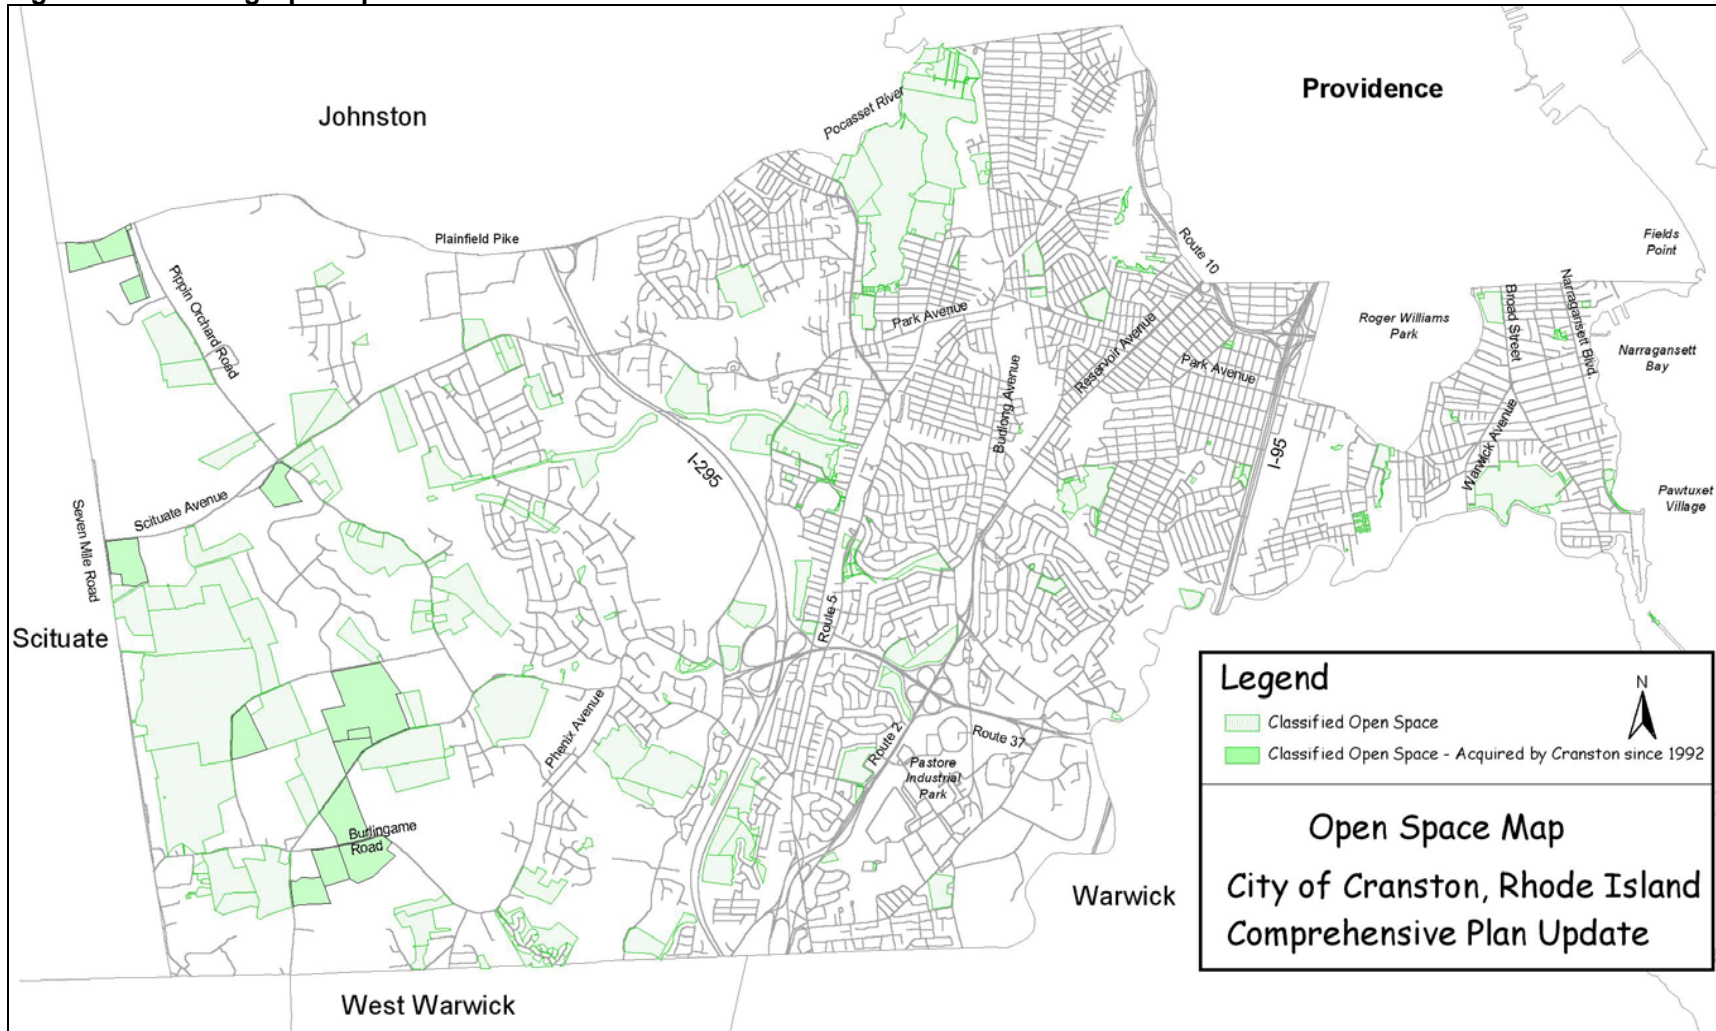 Johnston
Providence
Pocasset River
Plainfield Pike
Route 10
Fields
Point
Pippin Orchard Road
Park Avenue
Roger Williams
Park
Broad Street
Narragansett Blvd.
Narragansett
Bay
Reservoir Avenue
Park Avenue
Budlong Avenue
Warwick Avenue
I-295
I-95
Scituate Avenue
Seven Mile Road
Pawtuxet
Village
Scituate
Route 5
Phenix Avenue
Route 2
Route 37
Pastore
Industrial
Park
Burlingame
Road
Warwick
West Warwick
Legend
N
Classified Open Space
Classified Open Space - Acquired by Cranston since 1992
Open Space Map
City of Cranston, Rhode Island
Comprehensive Plan Update